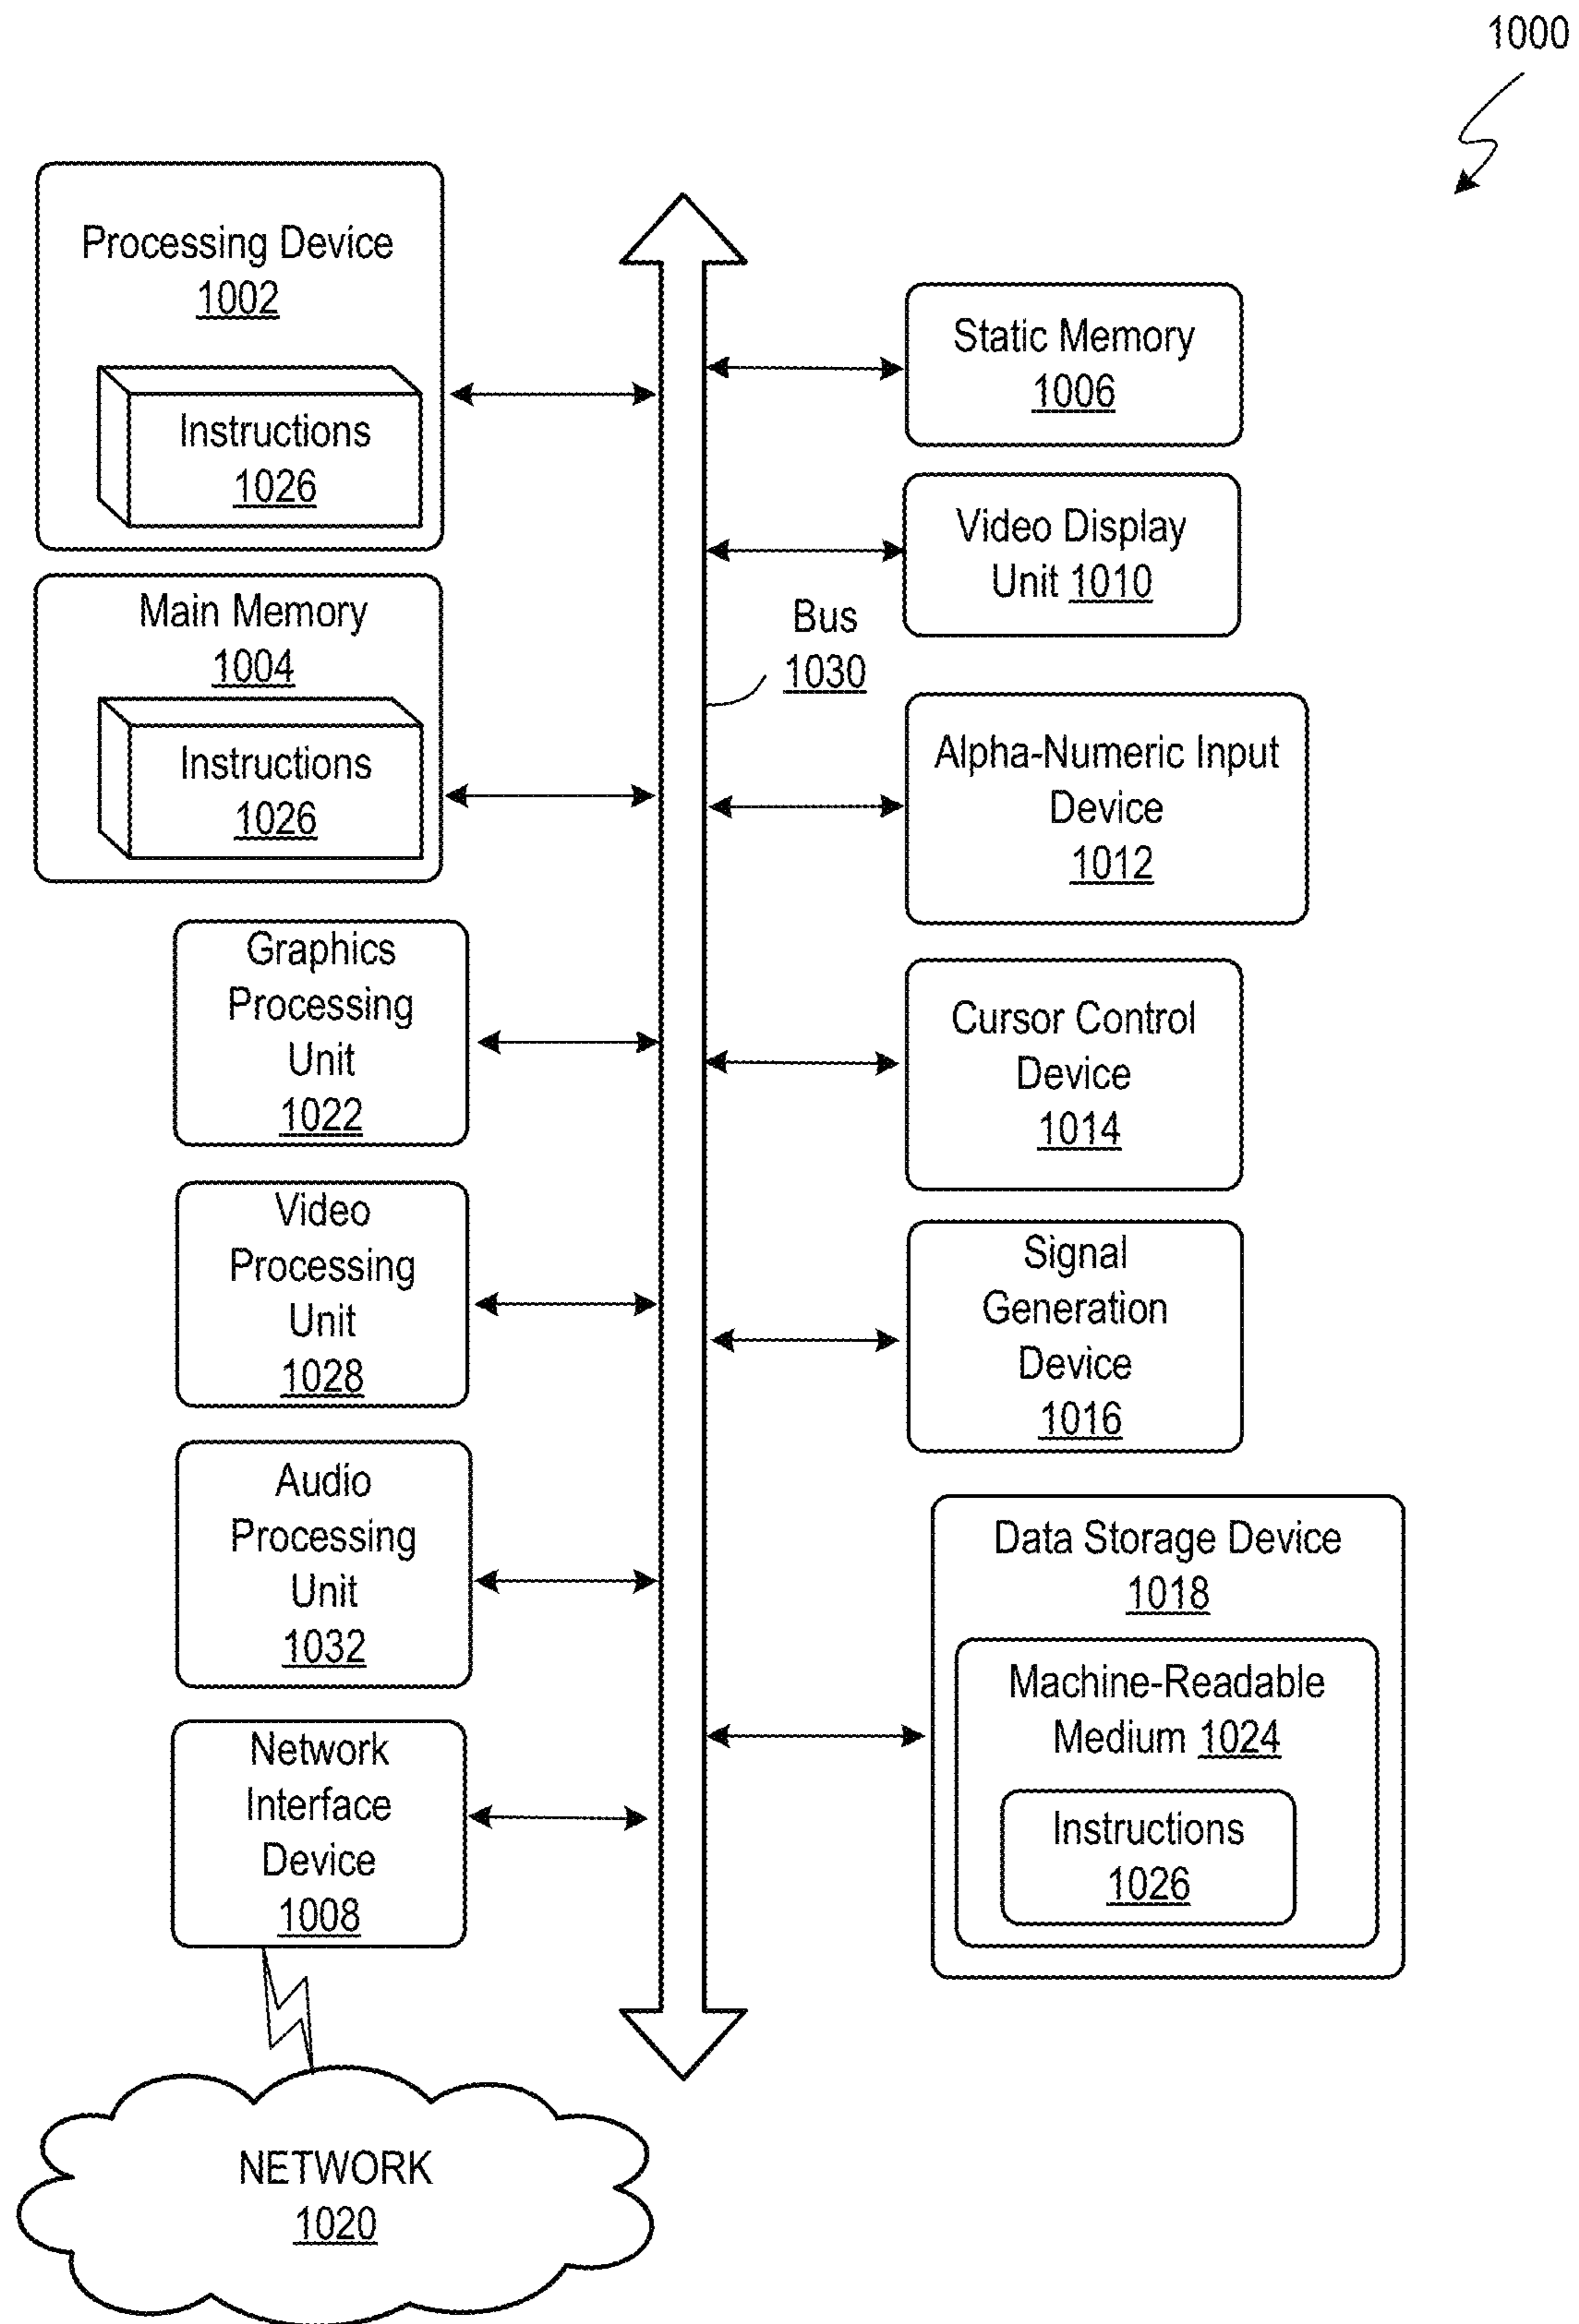 1000
Processing Device
1002
Instructions
1026
Main Memory
1004
Instructions
1026
Graphics
Processing
Unit
1022
Video
Processing
Unit
1028
Audio
Processing
Unit
1032
Network
Interface
Device
1008
NETWORK
1020
Bus
1030
Static Memory
1006
Video Display
Unit 1010
Alpha-Numeric Input
Device
1012
Cursor Control
Device
1014
Signal
Generation
Device
1016
Data Storage Device
1018
Machine-Readable
Medium 1024
Instructions
1026